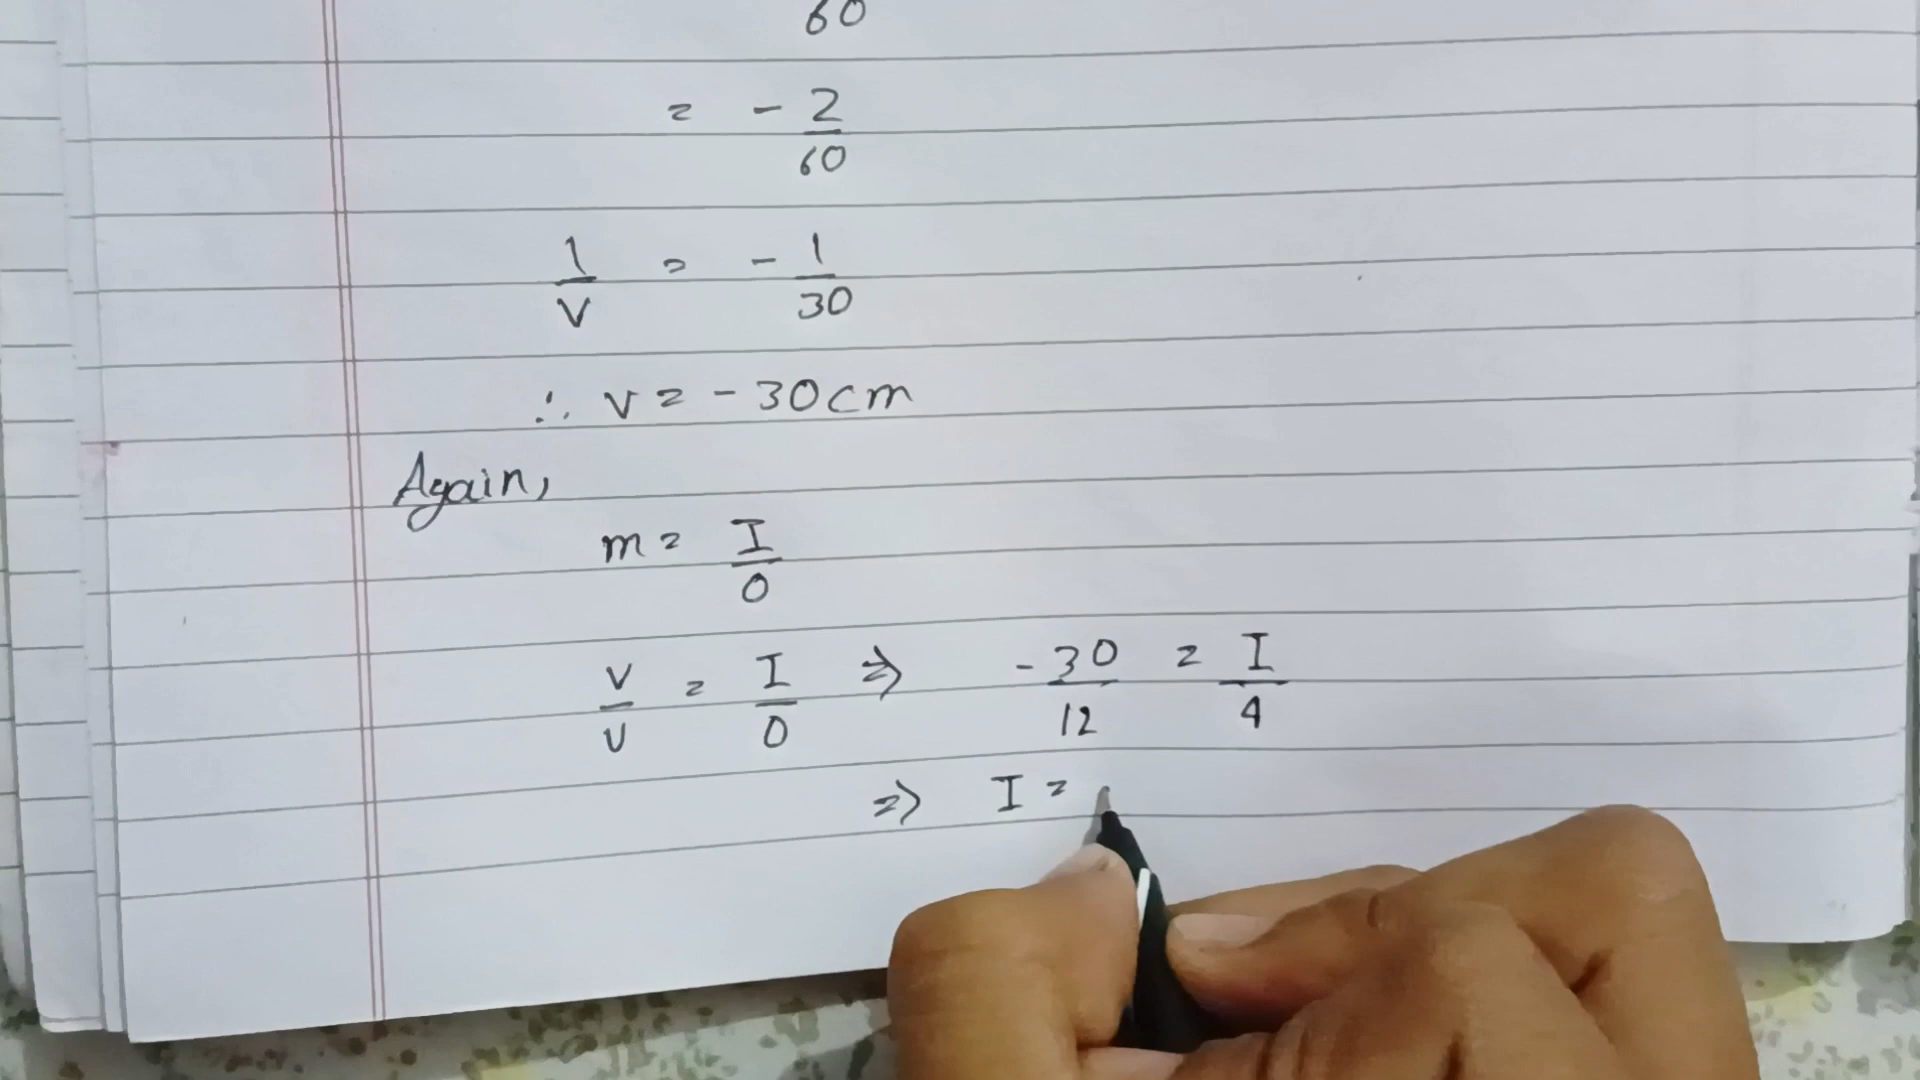 60
= - 2/60
1/V = - 1/30
∴ V = - 30cm
Again,
m = I/O
V/U = I/O ⇒ -30/12 = I/4
⇒ I =